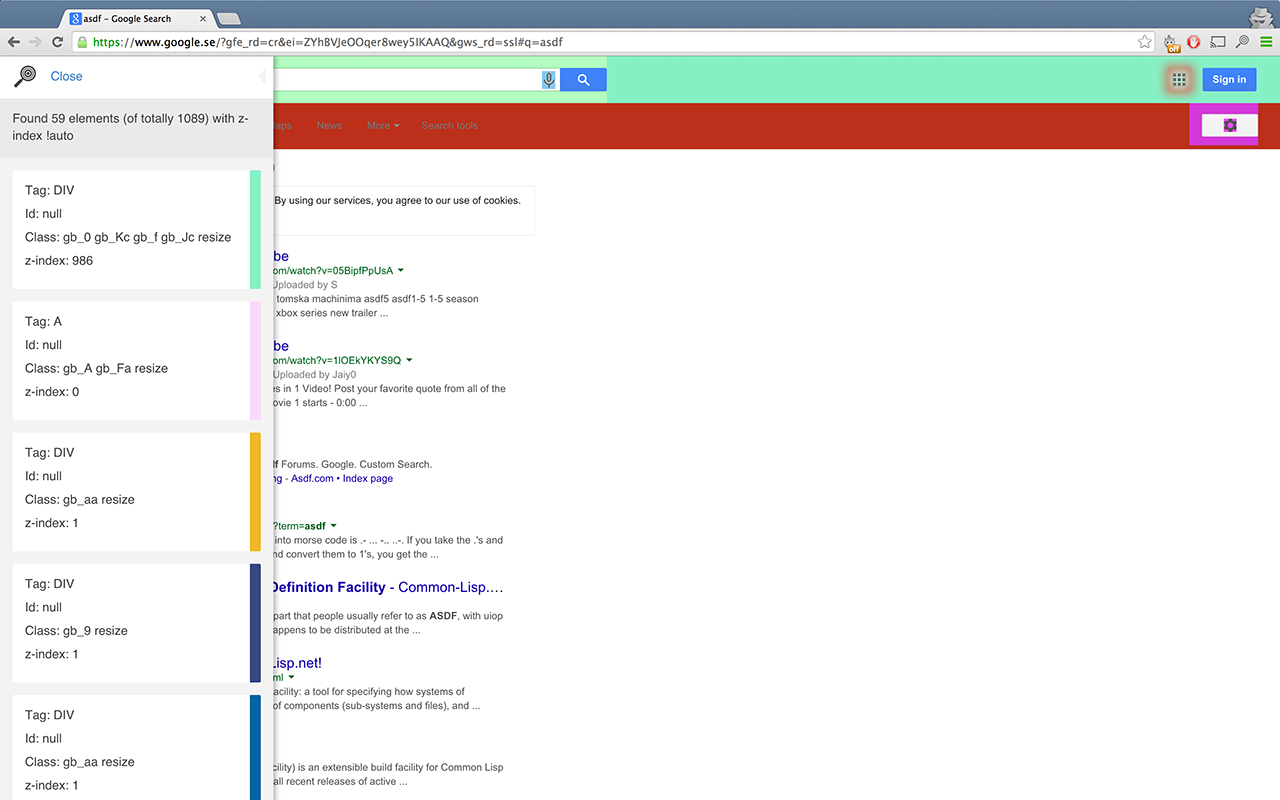 asdf - Google Search
https://www.google.se/?gfe_rd=cr&ei=ZYhBVJeOOqer8wey5IKAAQ&gws_rd=ssl#q=asdf
off
Close
Sign in
Found 59 elements (of totally 1089) with z-
index !auto
News
More
Search tools
Tag: DIV
Id: null
Class: gb_0 gb_Kc gb_f gb_Jc resize
z-index: 986
Tag: A
Id: null
Class: gb_A gb_Fa resize
z-index: 0
Tag: DIV
Id: null
Class: gb_aa resize
z-index: 1
Tag: DIV
Id: null
Class: gb_9 resize
z-index: 1
Tag: DIV
Id: null
Class: gb_aa resize
z-index: 1
By using our services, you agree to our use of cookies.
be
om/watch?v=05BipfPpUsA
Uploaded by S
tomska machinima asdf5 asdf1-5 1-5 season
xbox series new trailer ...
be
om/watch?v=1IOEkYKYS9Q
Uploaded by Jaiy0
es in 1 Video! Post your favorite quote from all of the
ovie 1 starts - 0:00 ...
lf Forums. Google. Custom Search.
ng - Asdf.com • Index page
?term=asdf
into morse code is .- ... -.. ..-. If you take the .'s and
nd convert them to 1's, you get the ...
Definition Facility - Common-Lisp....
part that people usually refer to as ASDF, with uiop
appens to be distributed at the ...
Lisp.net!
ml
acility: a tool for specifying how systems of
of components (sub-systems and files), and ...
cility) is an extensible build facility for Common Lisp
all recent releases of active ...